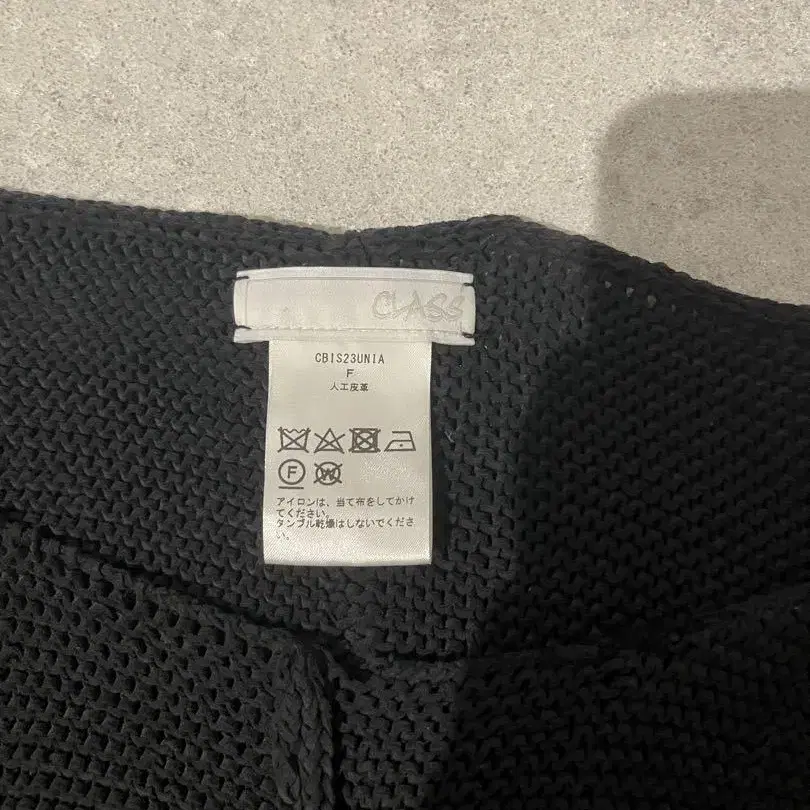 CLASS
CBIS23UNIA
F
人工皮革
F
W
アイロンは、当て布をしてかけ
てください。
タンブル乾燥はしないでくださ
い。